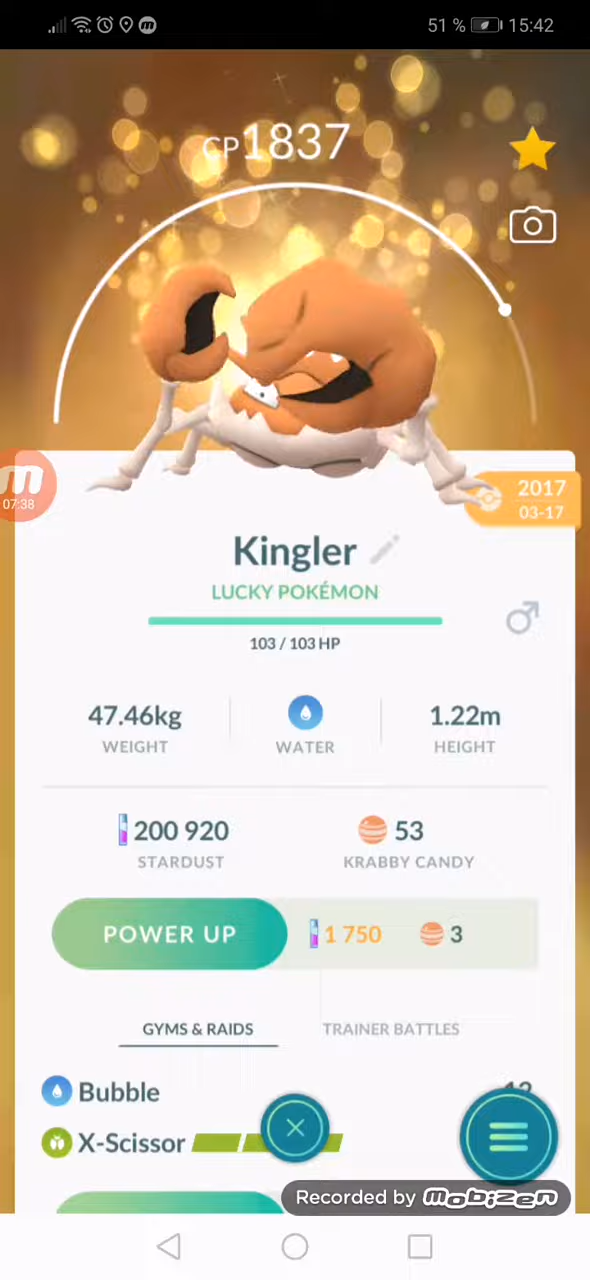 51 % 15:42
CP1837
m
07:38
2017
03-17
Kingler
LUCKY POKÉMON
103 / 103 HP
47.46kg
WEIGHT
WATER
1.22m
HEIGHT
200 920
STARDUST
53
KRABBY CANDY
POWER UP
1 750
3
GYMS & RAIDS
TRAINER BATTLES
Bubble
12
X-Scissor
Recorded by mobizen